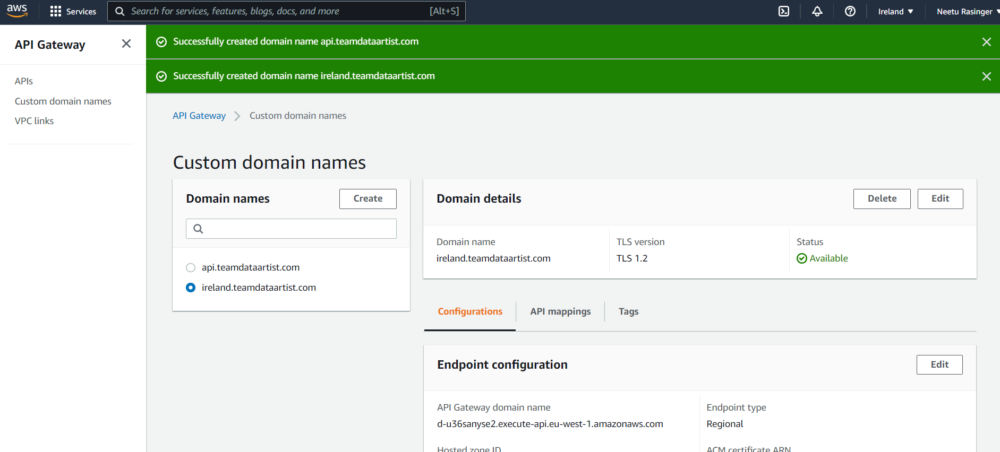 aws
Services
Search for services, features, blogs, docs, and more
[Alt+S]
Ireland
Neetu Rasinger
API Gateway
APIs
Custom domain names
VPC links
Successfully created domain name api.teamdataartist.com
Successfully created domain name ireland.teamdataartist.com
API Gateway
Custom domain names
Custom domain names
Domain names
Create
api.teamdataartist.com
ireland.teamdataartist.com
Domain details
Delete
Edit
Domain name
ireland.teamdataartist.com
TLS version
TLS 1.2
Status
Available
Configurations
API mappings
Tags
Endpoint configuration
Edit
API Gateway domain name
d-u36sanyse2.execute-api.eu-west-1.amazonaws.com
Endpoint type
Regional
Hosted zone ID
ACM certificate ARN